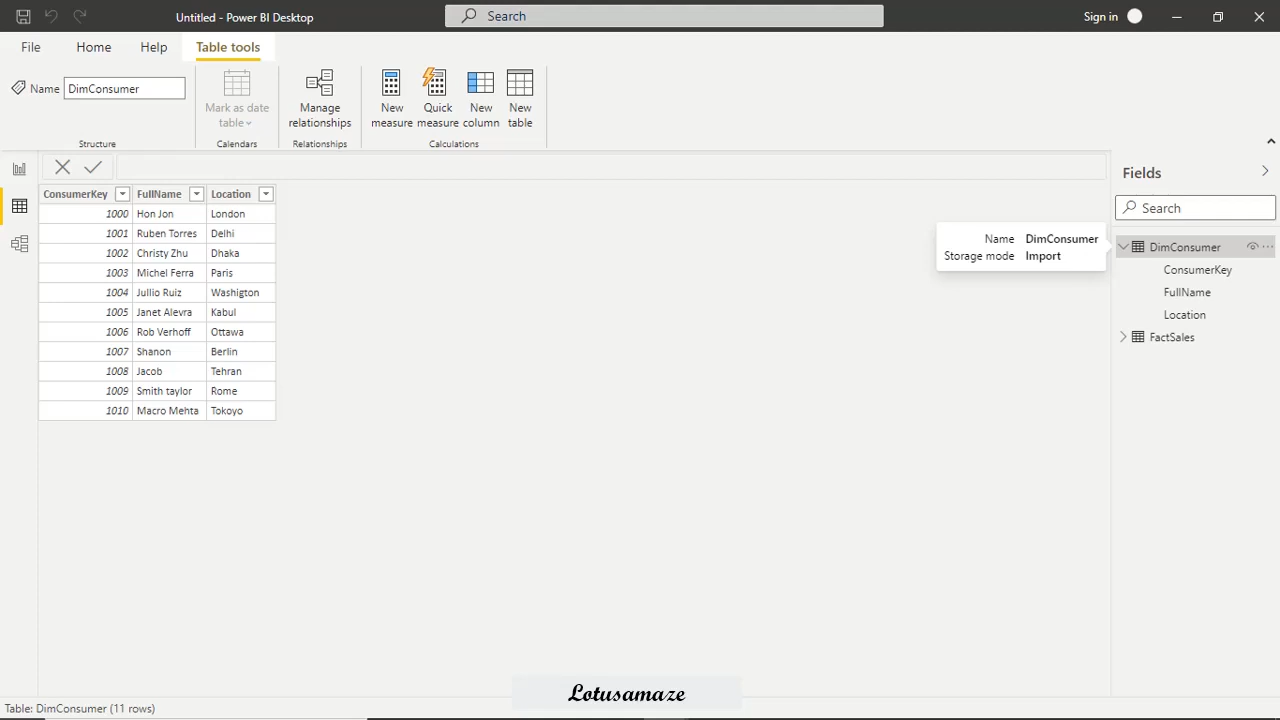 Untitled - Power BI Desktop
Search
Sign in
File Home Help Table tools
Name DimConsumer
Mark as date table
Manage relationships
New measure
Quick measure
New column
New table
Structure Calendars Relationships Calculations
Fields
Search
ConsumerKey FullName Location
1000 Hon Jon London
1001 Ruben Torres Delhi
1002 Christy Zhu Dhaka
1003 Michel Ferra Paris
1004 Jullio Ruiz Washigton
1005 Janet Alevra Kabul
1006 Rob Verhoff Ottawa
1007 Shanon Berlin
1008 Jacob Tehran
1009 Smith taylor Rome
1010 Macro Mehta Tokoyo
Name DimConsumer
Storage mode Import
DimConsumer
ConsumerKey
FullName
Location
FactSales
Lotusamaze
Table: DimConsumer (11 rows)